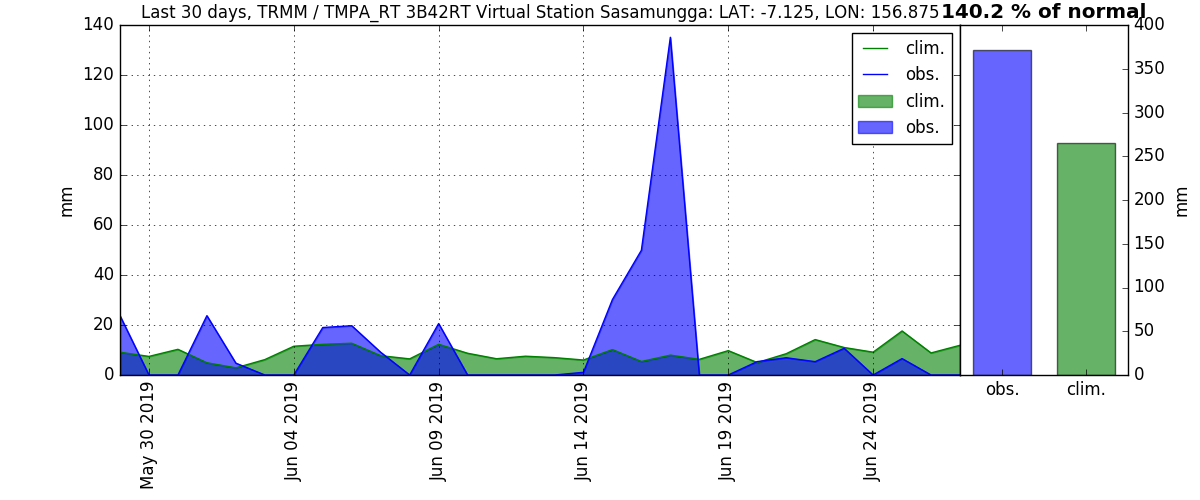 Last 30 days, TRMM / TMPA_RT 3B42RT Virtual Station Sasamungga: LAT: -7.125, LON: 156.875
140.2 % of normal
clim.
obs.
clim.
obs.
mm
140
120
100
80
60
40
20
0
May 30 2019
Jun 04 2019
Jun 09 2019
Jun 14 2019
Jun 19 2019
Jun 24 2019
400
350
300
250
200
150
100
50
0
mm
obs.
clim.